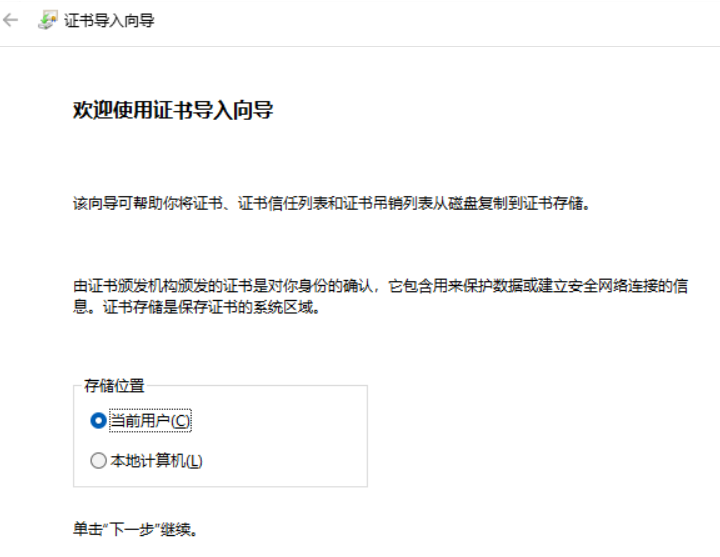 证书导入向导
欢迎使用证书导入向导
该向导可帮助你将证书、证书信任列表和证书吊销列表从磁盘复制到证书存储。
由证书颁发机构颁发的证书是对你身份的确认，它包含用来保护数据或建立安全网络连接的信
息。证书存储是保存证书的系统区域。
存储位置
当前用户(C)
本地计算机(L)
单击“下一步”继续。